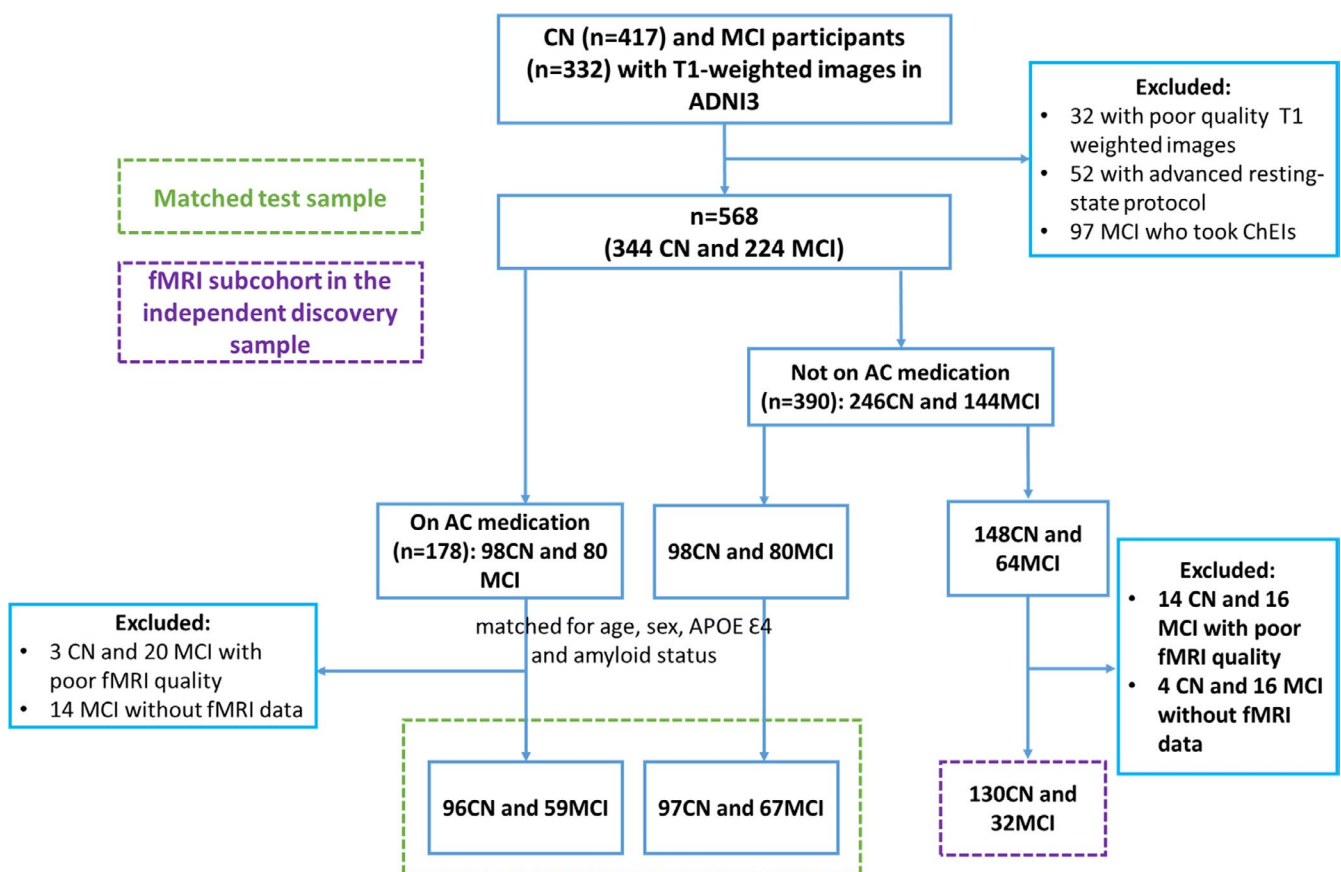 CN (n=417) and MCI participants
(n=332) with T1-weighted images in
ADNI3
Excluded:
• 32 with poor quality T1
weighted images
• 52 with advanced resting-
state protocol
• 97 MCI who took ChEIs
Matched test sample
fMRI subcohort in the
independent discovery
sample
n=568
(344 CN and 224 MCI)
Not on AC medication
(n=390): 246CN and 144MCI
On AC medication
(n=178): 98CN and 80
MCI
98CN and 80MCI
148CN and
64MCI
Excluded:
• 3 CN and 20 MCI with
poor fMRI quality
• 14 MCI without fMRI data
matched for age, sex, APOE Ɛ4
and amyloid status
Excluded:
• 14 CN and 16
MCI with poor
fMRI quality
• 4 CN and 16 MCI
without fMRI
data
96CN and 59MCI
97CN and 67MCI
130CN and
32MCI